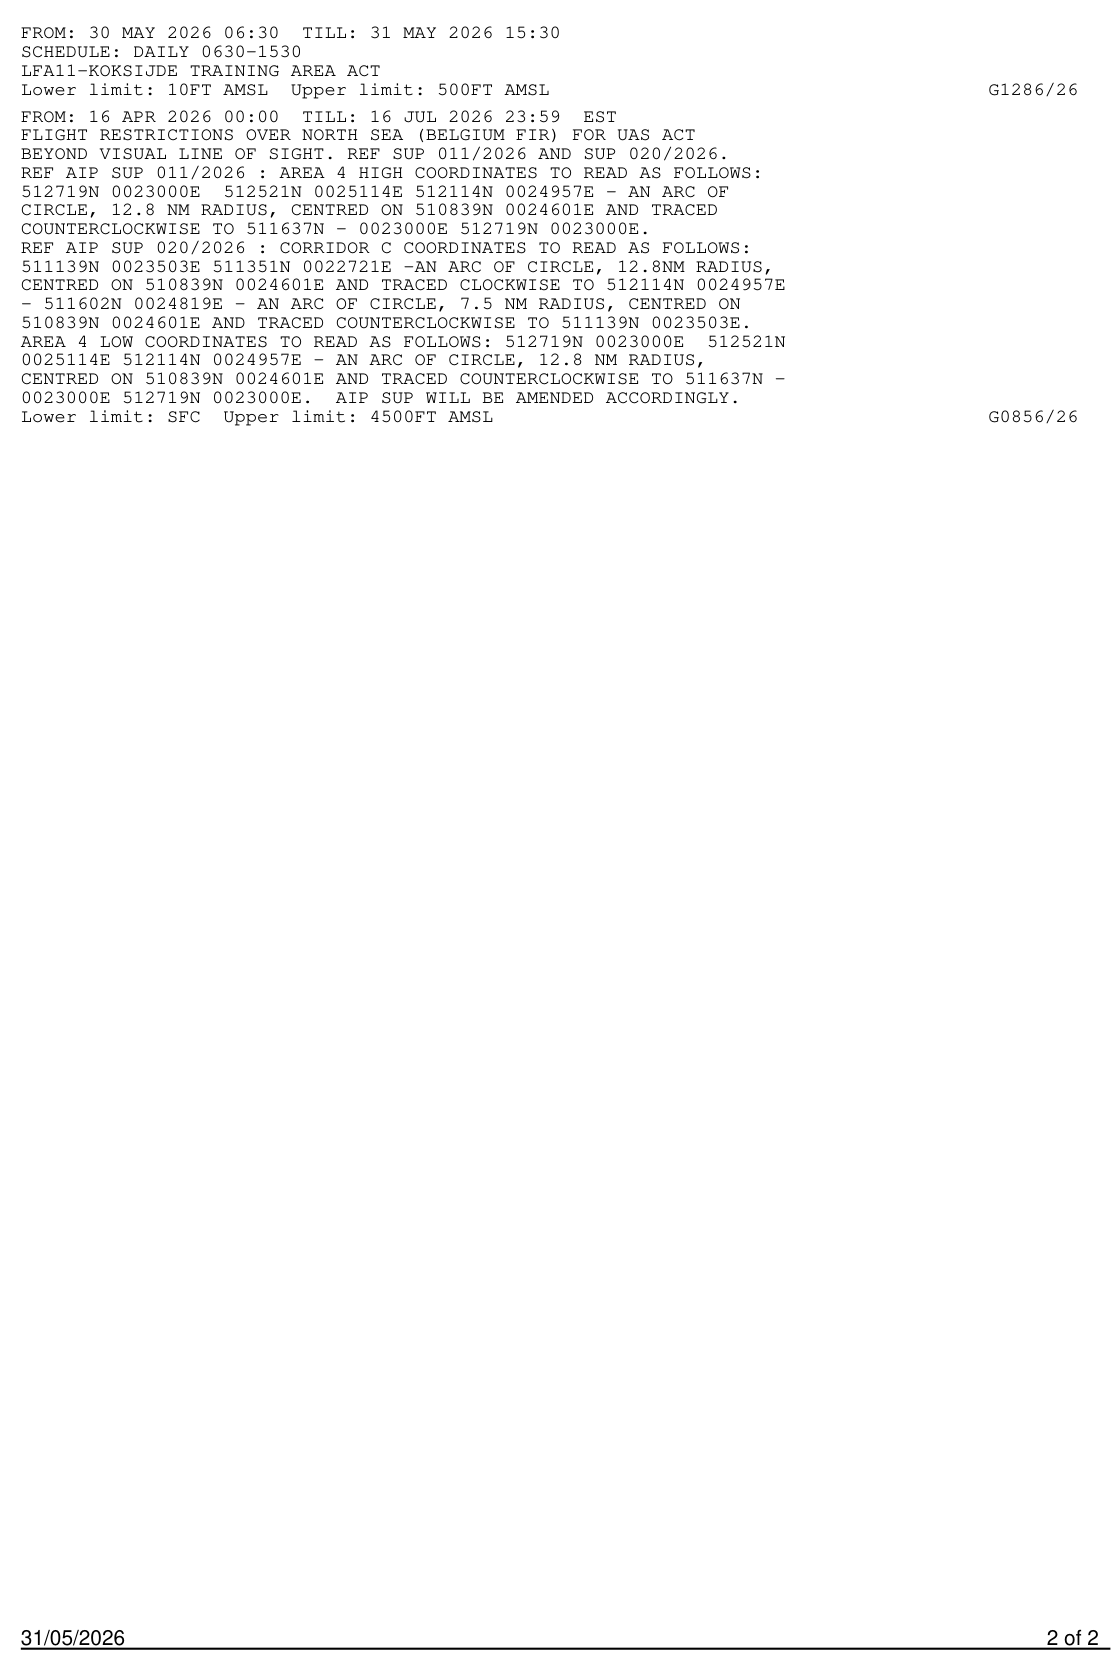 FROM: 30 MAY 2026 06:30  TILL: 31 MAY 2026 15:30
SCHEDULE: DAILY 0630-1530
LFA11-KOKSIJDE TRAINING AREA ACT
Lower limit: 10FT AMSL  Upper limit: 500FT AMSL G1286/26
FROM: 16 APR 2026 00:00  TILL: 16 JUL 2026 23:59  EST
FLIGHT RESTRICTIONS OVER NORTH SEA (BELGIUM FIR) FOR UAS ACT
BEYOND VISUAL LINE OF SIGHT. REF SUP 011/2026 AND SUP 020/2026.
REF AIP SUP 011/2026 : AREA 4 HIGH COORDINATES TO READ AS FOLLOWS:
512719N 0023000E  512521N 0025114E 512114N 0024957E - AN ARC OF
CIRCLE, 12.8 NM RADIUS, CENTRED ON 510839N 0024601E AND TRACED
COUNTERCLOCKWISE TO 511637N - 0023000E 512719N 0023000E.
REF AIP SUP 020/2026 : CORRIDOR C COORDINATES TO READ AS FOLLOWS:
511139N 0023503E 511351N 0022721E -AN ARC OF CIRCLE, 12.8NM RADIUS,
CENTRED ON 510839N 0024601E AND TRACED CLOCKWISE TO 512114N 0024957E
- 511602N 0024819E - AN ARC OF CIRCLE, 7.5 NM RADIUS, CENTRED ON
510839N 0024601E AND TRACED COUNTERCLOCKWISE TO 511139N 0023503E.
AREA 4 LOW COORDINATES TO READ AS FOLLOWS: 512719N 0023000E  512521N
0025114E 512114N 0024957E - AN ARC OF CIRCLE, 12.8 NM RADIUS,
CENTRED ON 510839N 0024601E AND TRACED COUNTERCLOCKWISE TO 511637N -
0023000E 512719N 0023000E.  AIP SUP WILL BE AMENDED ACCORDINGLY.
Lower limit: SFC  Upper limit: 4500FT AMSL G0856/26
31/05/2026 2 of 2